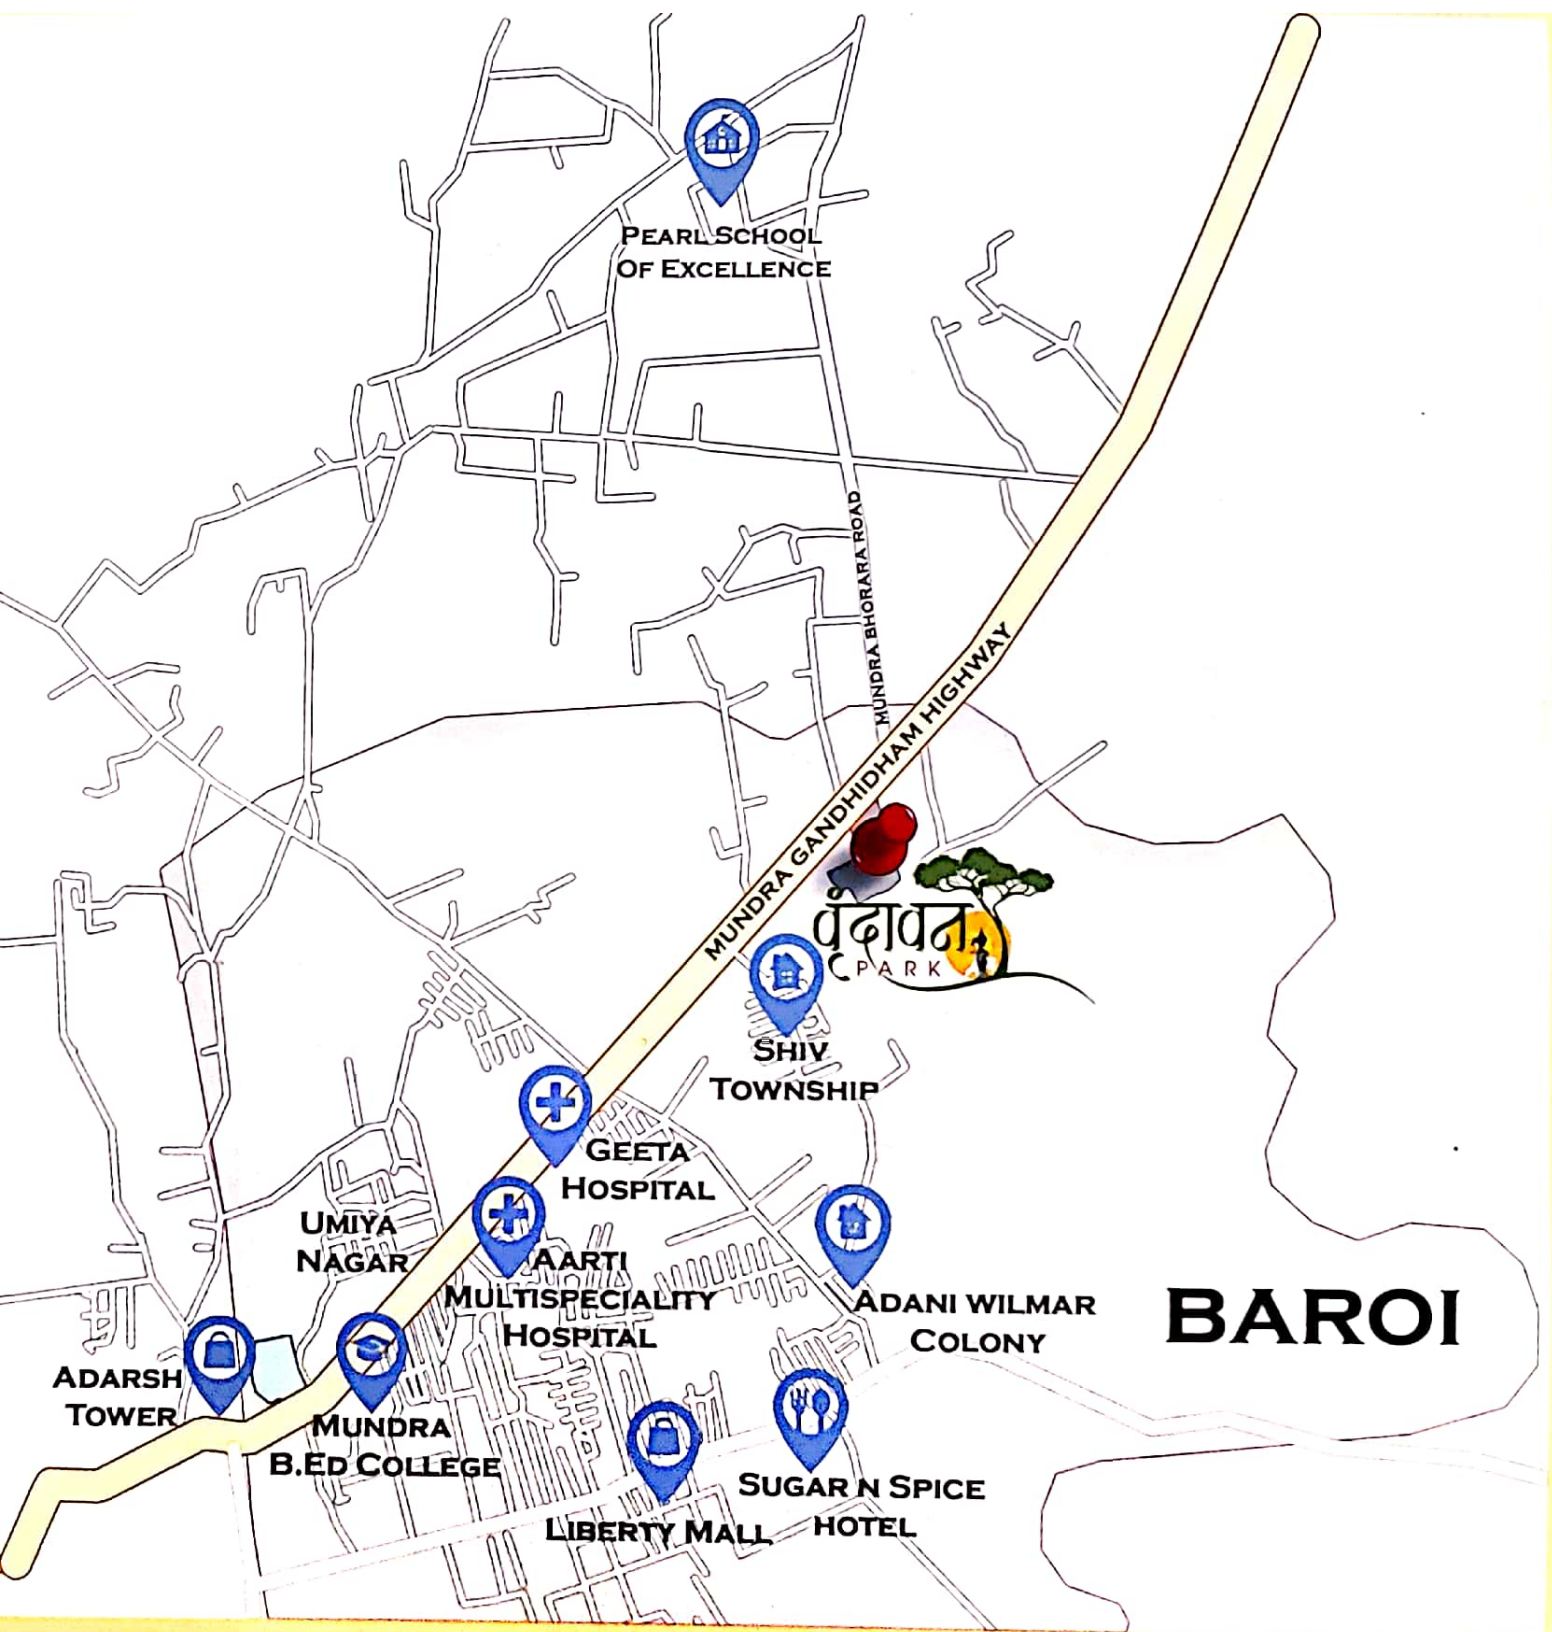 PEARL SCHOOL
OF EXCELLENCE
MUNDRA BHORARA ROAD
MUNDRA GANDHIDHAM HIGHWAY
वृंदावन
PARK
SHIV
TOWNSHIP
GEETA
HOSPITAL
UMIYA
NAGAR
AARTI
MULTISPECIALITY
HOSPITAL
ADANI WILMAR
COLONY
BAROI
ADARSH
TOWER
MUNDRA
B.ED COLLEGE
SUGAR N SPICE
HOTEL
LIBERTY MALL